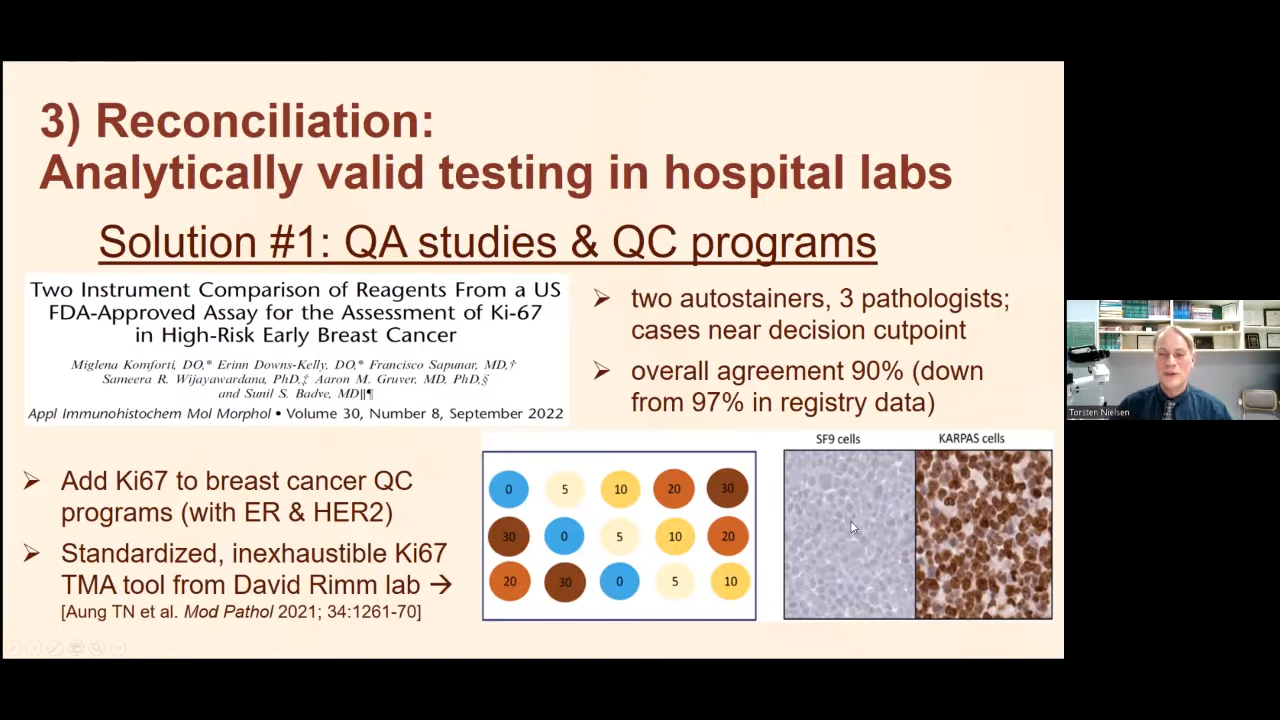 3) Reconciliation:
Analytically valid testing in hospital labs
Solution #1: QA studies & QC programs
Two Instrument Comparison of Reagents From a US
FDA-Approved Assay for the Assessment of Ki-67
in High-Risk Early Breast Cancer
Miglena Komforti, DO,* Erinn Downs-Kelly, DO,* Francisco Sapunar, MD,†
Sameera R. Wijayawardana, PhD,‡ Aaron M. Gruver, MD, PhD,§
and Sunil S. Badve, MD∥¶
Appl Immunohistochem Mol Morphol • Volume 30, Number 8, September 2022
➢ two autostainers, 3 pathologists;
cases near decision cutpoint
➢ overall agreement 90% (down
from 97% in registry data)
➢ Add Ki67 to breast cancer QC
programs (with ER & HER2)
➢ Standardized, inexhaustible Ki67
TMA tool from David Rimm lab →
[Aung TN et al. Mod Pathol 2021; 34:1261-70]
0 5 10 20 30
30 0 5 10 20
20 30 0 5 10
SF9 cells KARPAS cells
Torsten Nielsen